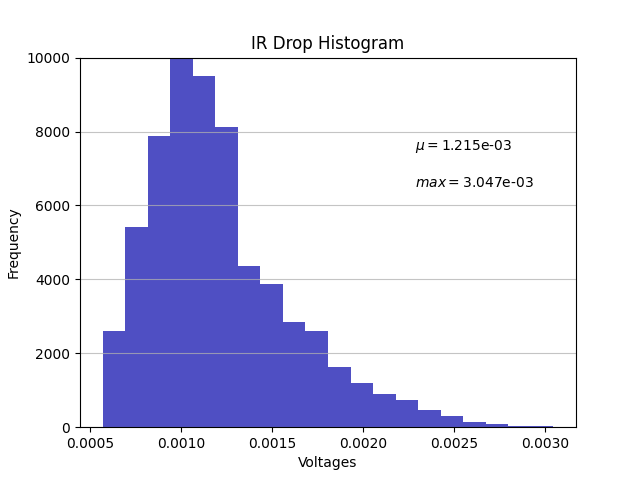 IR Drop Histogram
10000
8000
6000
4000
2000
0
Frequency
μ = 1.215e-03
max = 3.047e-03
0.0005 0.0010 0.0015 0.0020 0.0025 0.0030
Voltages